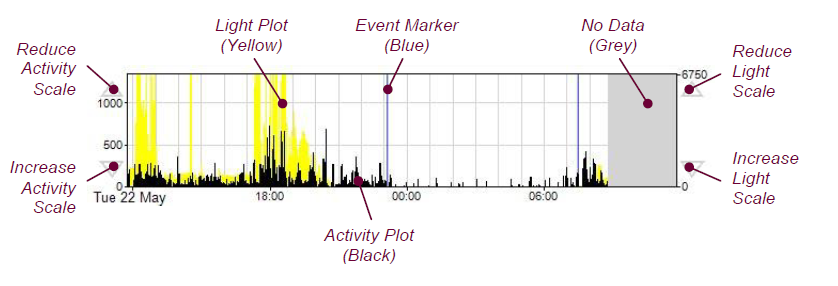 Light Plot
(Yellow)
Event Marker
(Blue)
No Data
(Grey)
Reduce
Activity
Scale
Reduce
Light
Scale
6750
1000
500
0
0
Increase
Activity
Scale
Increase
Light
Scale
Tue 22 May
18:00
00:00
06:00
Activity Plot
(Black)